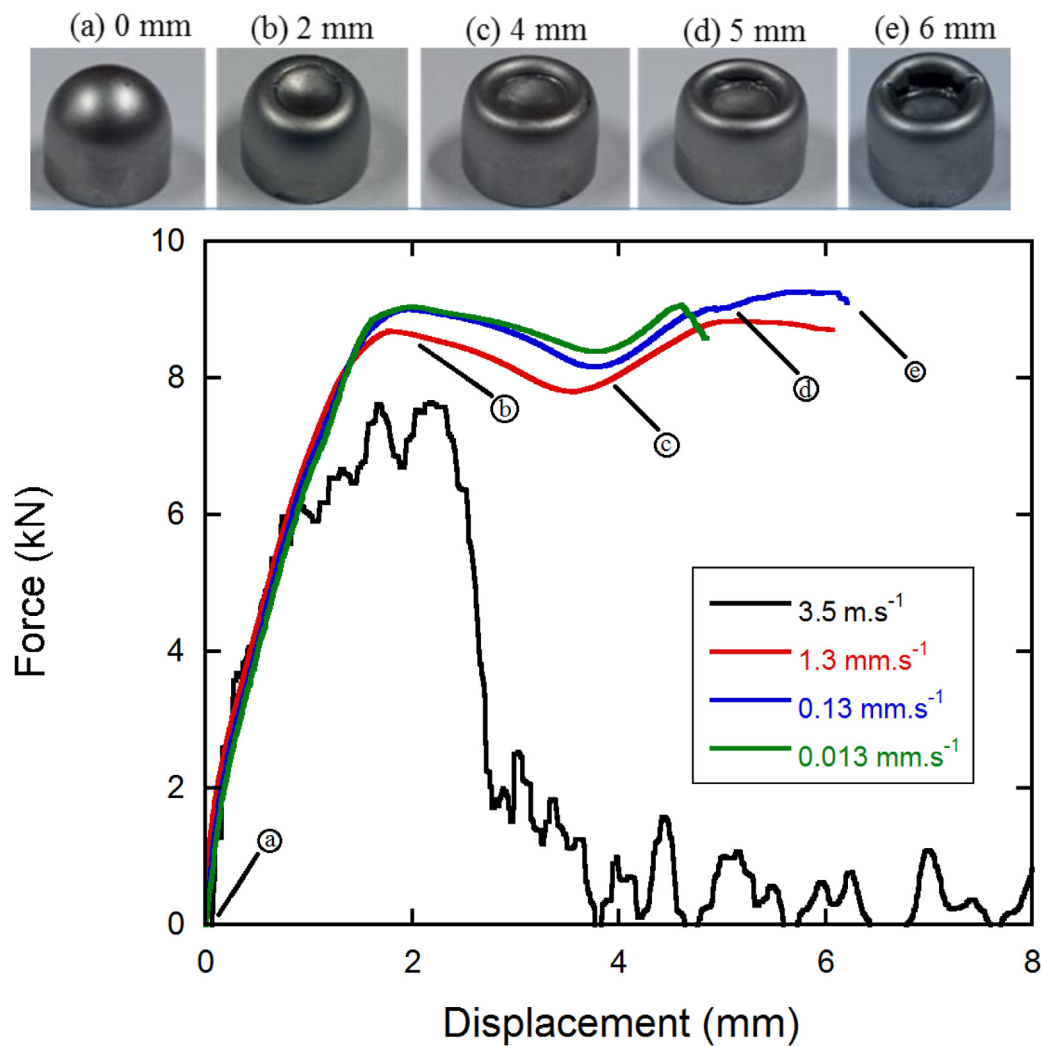 (a) 0 mm (b) 2 mm (c) 4 mm (d) 5 mm (e) 6 mm
10
8
6
4
2
0
Force (kN)
ⓐ
ⓑ
ⓒ
ⓓ
ⓔ
3.5 m.s⁻¹
1.3 mm.s⁻¹
0.13 mm.s⁻¹
0.013 mm.s⁻¹
0 2 4 6 8
Displacement (mm)